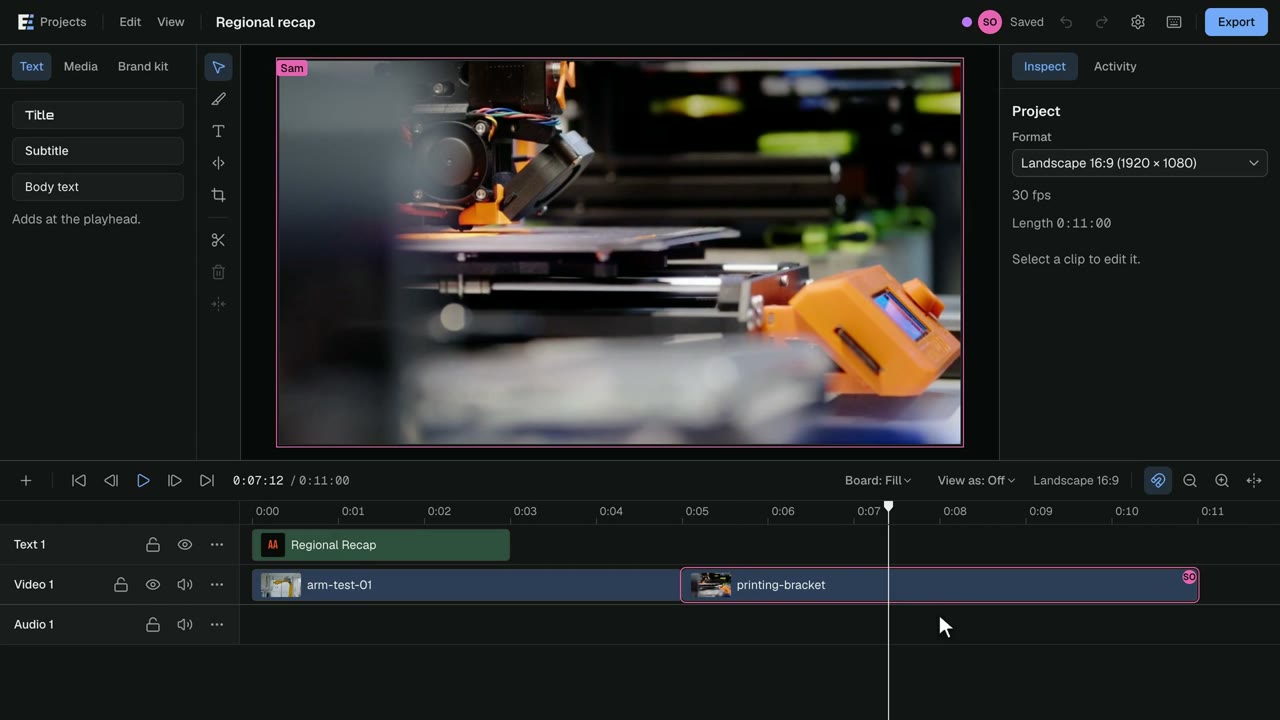 Projects Edit View Regional recap SO Saved Export
Text Media Brand kit
Title
Subtitle
Body text
Adds at the playhead.
Sam
Inspect Activity
Project
Format
Landscape 16:9 (1920 × 1080)
30 fps
Length 0:11:00
Select a clip to edit it.
0:07:12 / 0:11:00 Board: Fill View as: Off Landscape 16:9
0:00 0:01 0:02 0:03 0:04 0:05 0:06 0:07 0:08 0:09 0:10 0:11
Text 1 AA Regional Recap
Video 1 arm-test-01 printing-bracket SO
Audio 1